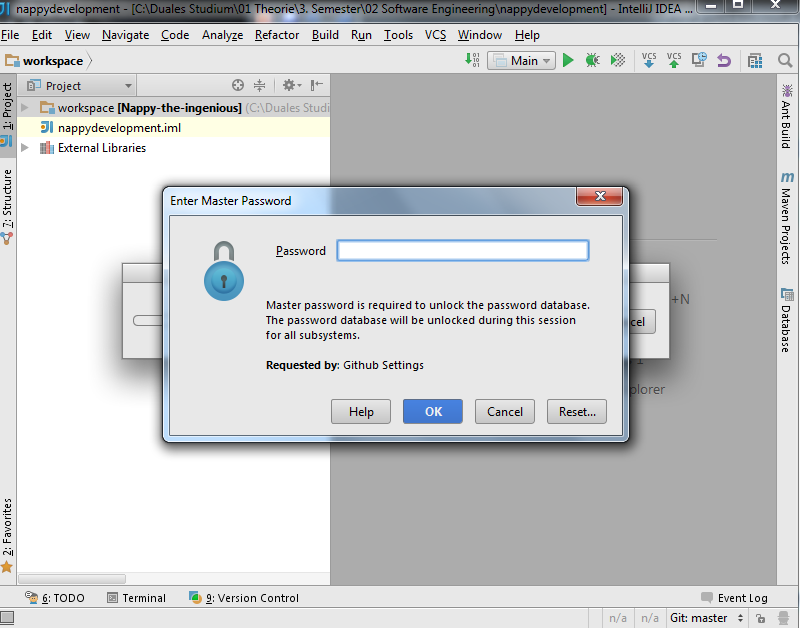 nappydevelopment - [C:\Duales Studium\01 Theorie\3. Semester\02 Software Engineering\nappydevelopment] - IntelliJ IDEA ...
File Edit View Navigate Code Analyze Refactor Build Run Tools VCS Window Help
workspace
Main
VCS VCS
1: Project
Project
workspace [Nappy-the-ingenious] (C:\Duales Studi
nappydevelopment.iml
External Libraries
7: Structure
2: Favorites
Ant Build
m
Maven Projects
Database
Enter Master Password
Password
Master password is required to unlock the password database.
The password database will be unlocked during this session
for all subsystems.
Requested by: Github Settings
Help OK Cancel Reset...
+N
cel
plorer
6: TODO Terminal 9: Version Control Event Log
n/a n/a Git: master